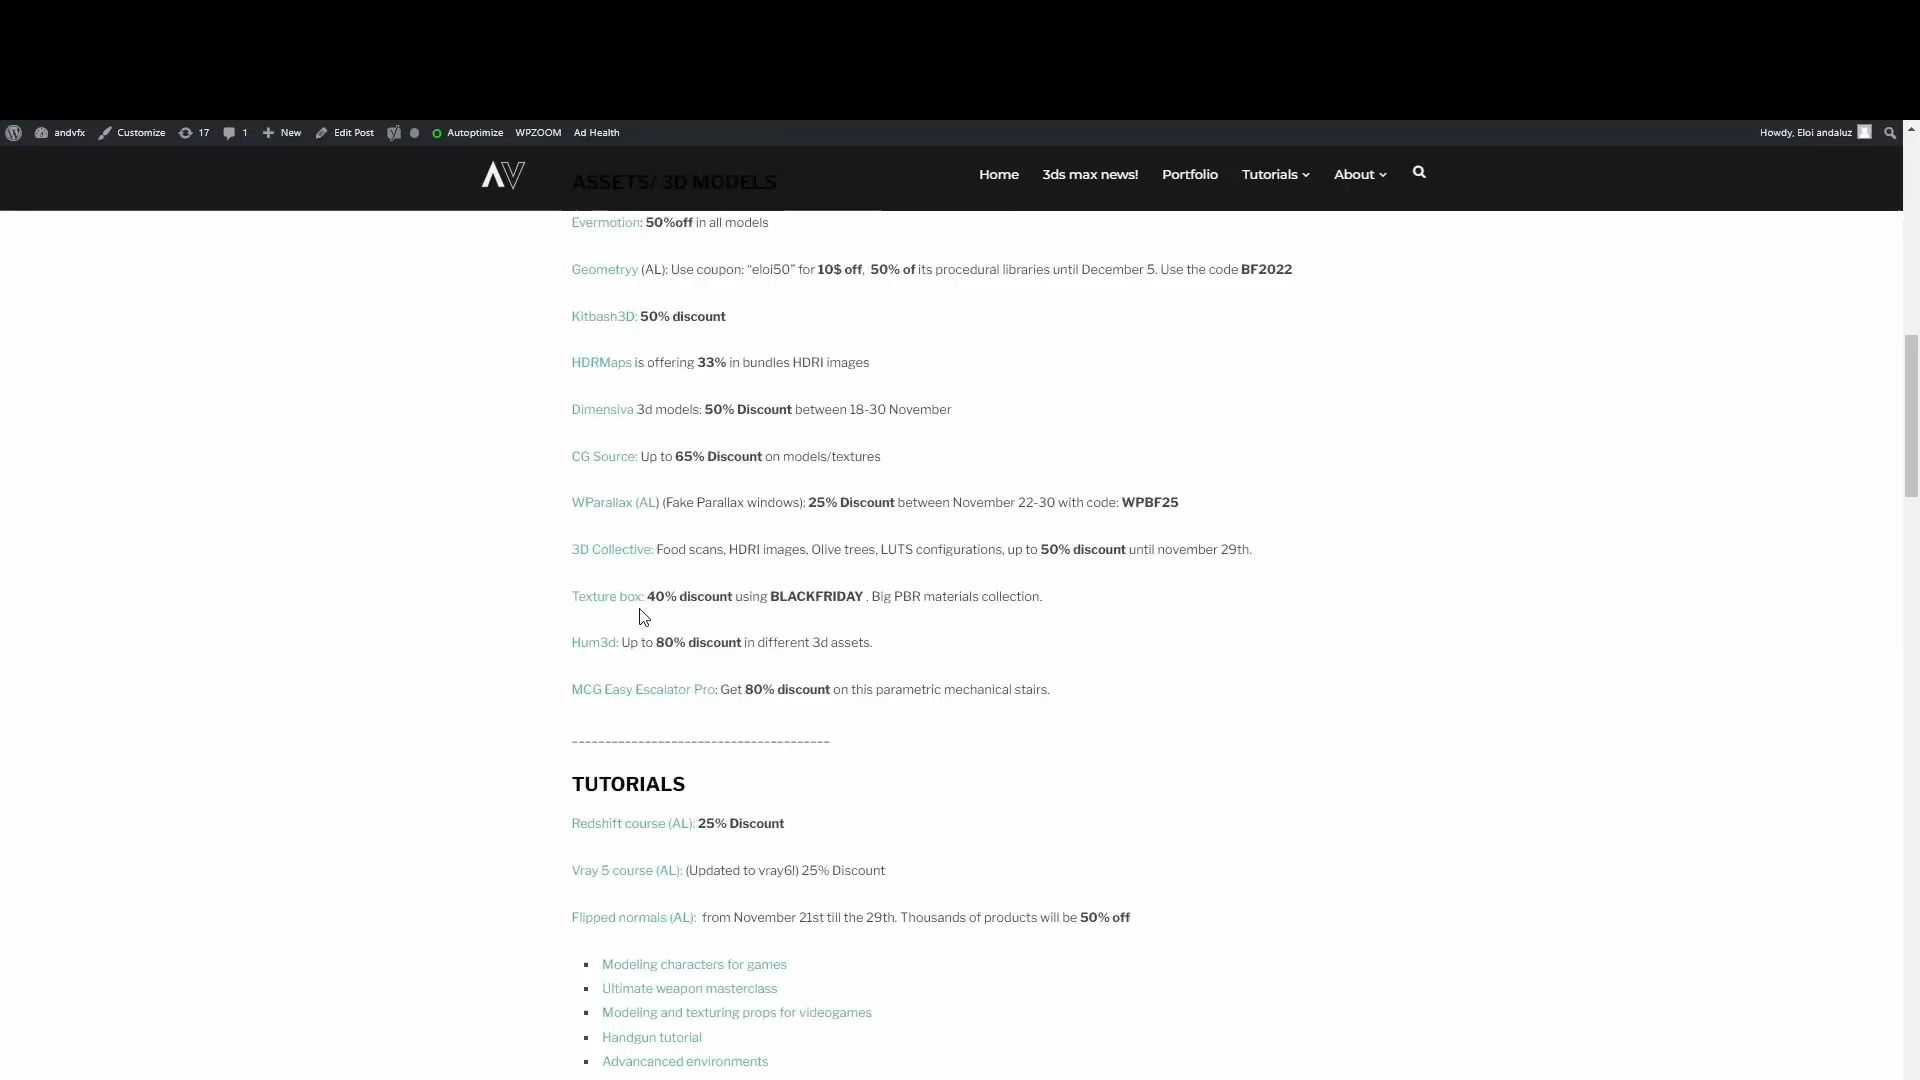 andvfx Customize 17 1 New Edit Post Autoptimize WPZOOM Ad Health Howdy, Eloi andaluz
AV Home 3ds max news! Portfolio Tutorials About
ASSETS/ 3D MODELS
Evermotion: 50%off in all models
Geometryy (AL): Use coupon: “eloi50” for 10$ off, 50% of its procedural libraries until December 5. Use the code BF2022
Kitbash3D: 50% discount
HDRMaps is offering 33% in bundles HDRI images
Dimensiva 3d models: 50% Discount between 18-30 November
CG Source: Up to 65% Discount on models/textures
WParallax (AL) (Fake Parallax windows): 25% Discount between November 22-30 with code: WPBF25
3D Collective: Food scans, HDRI images, Olive trees, LUTS configurations, up to 50% discount until november 29th.
Texture box: 40% discount using BLACKFRIDAY . Big PBR materials collection.
Hum3d: Up to 80% discount in different 3d assets.
MCG Easy Escalator Pro: Get 80% discount on this parametric mechanical stairs.
_______________________________________
TUTORIALS
Redshift course (AL): 25% Discount
Vray 5 course (AL): (Updated to vray6!) 25% Discount
Flipped normals (AL): from November 21st till the 29th. Thousands of products will be 50% off
Modeling characters for games
Ultimate weapon masterclass
Modeling and texturing props for videogames
Handgun tutorial
Advancanced environments